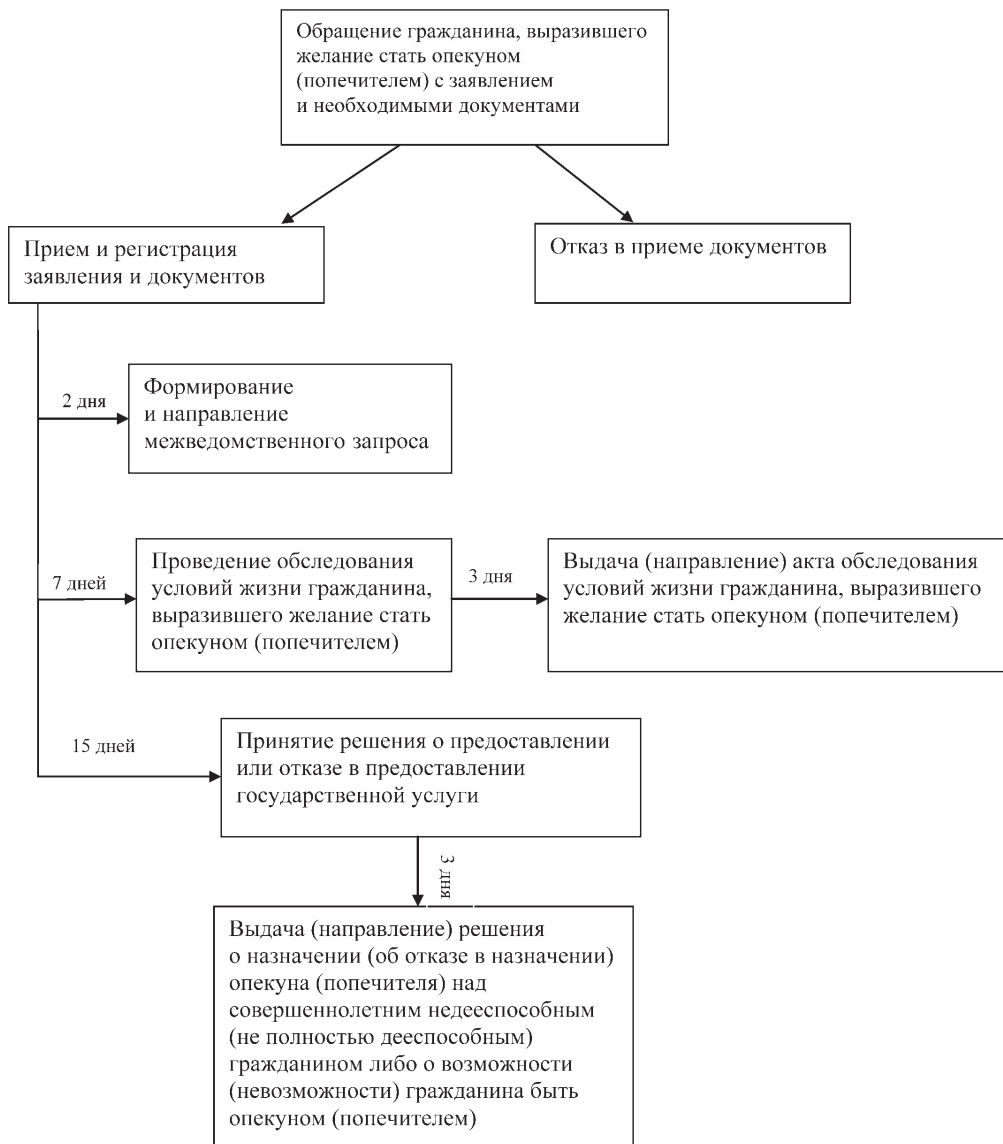 Обращение гражданина, выразившего
желание стать опекуном
(попечителем) с заявлением
и необходимыми документами
Прием и регистрация
заявления и документов
Отказ в приеме документов
2 дня
Формирование
и направление
межведомственного запроса
7 дней
Проведение обследования
условий жизни гражданина,
выразившего желание стать
опекуном (попечителем)
3 дня
Выдача (направление) акта обследования
условий жизни гражданина, выразившего
желание стать опекуном (попечителем)
15 дней
Принятие решения о предоставлении
или отказе в предоставлении
государственной услуги
3 дня
Выдача (направление) решения
о назначении (об отказе в назначении)
опекуна (попечителя) над
совершеннолетним недееспособным
(не полностью дееспособным)
гражданином либо о возможности
(невозможности) гражданина быть
опекуном (попечителем)